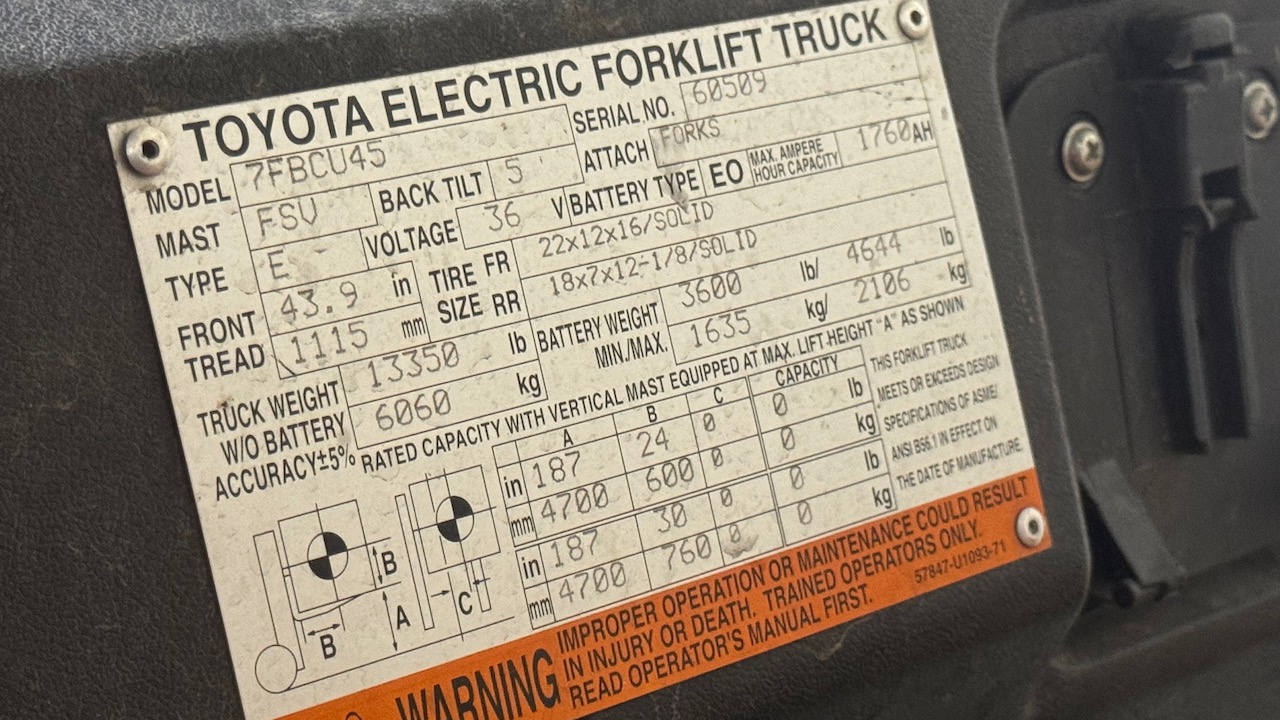 TOYOTA ELECTRIC FORKLIFT TRUCK
MODEL 7FBCU45 SERIAL NO. 60509
MAST FSV BACK TILT 5 ATTACH FORKS
TYPE E VOLTAGE 36 V BATTERY TYPE EO MAX. AMPERE HOUR CAPACITY 1760AH
FRONT TREAD 43.9 in TIRE SIZE FR 22x12x16/SOLID
1115 mm RR 18x7x12-1/8/SOLID
TRUCK WEIGHT W/O BATTERY ACCURACY±5% 13350 lb BATTERY WEIGHT MIN./MAX. 3600 lb/ 4644 lb
6060 kg 1635 kg/ 2106 kg
RATED CAPACITY WITH VERTICAL MAST EQUIPPED AT MAX. LIFT HEIGHT "A" AS SHOWN
A B C CAPACITY
in 187 24 0 0 lb
mm 4700 600 0 0 kg
in 187 30 0 0 lb
mm 4700 760 0 0 kg
THIS FORKLIFT TRUCK
MEETS OR EXCEEDS DESIGN
SPECIFICATIONS OF ASME/
ANSI B56.1 IN EFFECT ON
THE DATE OF MANUFACTURE.
B A C
B
WARNING
IMPROPER OPERATION OR MAINTENANCE COULD RESULT
IN INJURY OR DEATH. TRAINED OPERATORS ONLY.
READ OPERATOR'S MANUAL FIRST.
57847-U1093-71